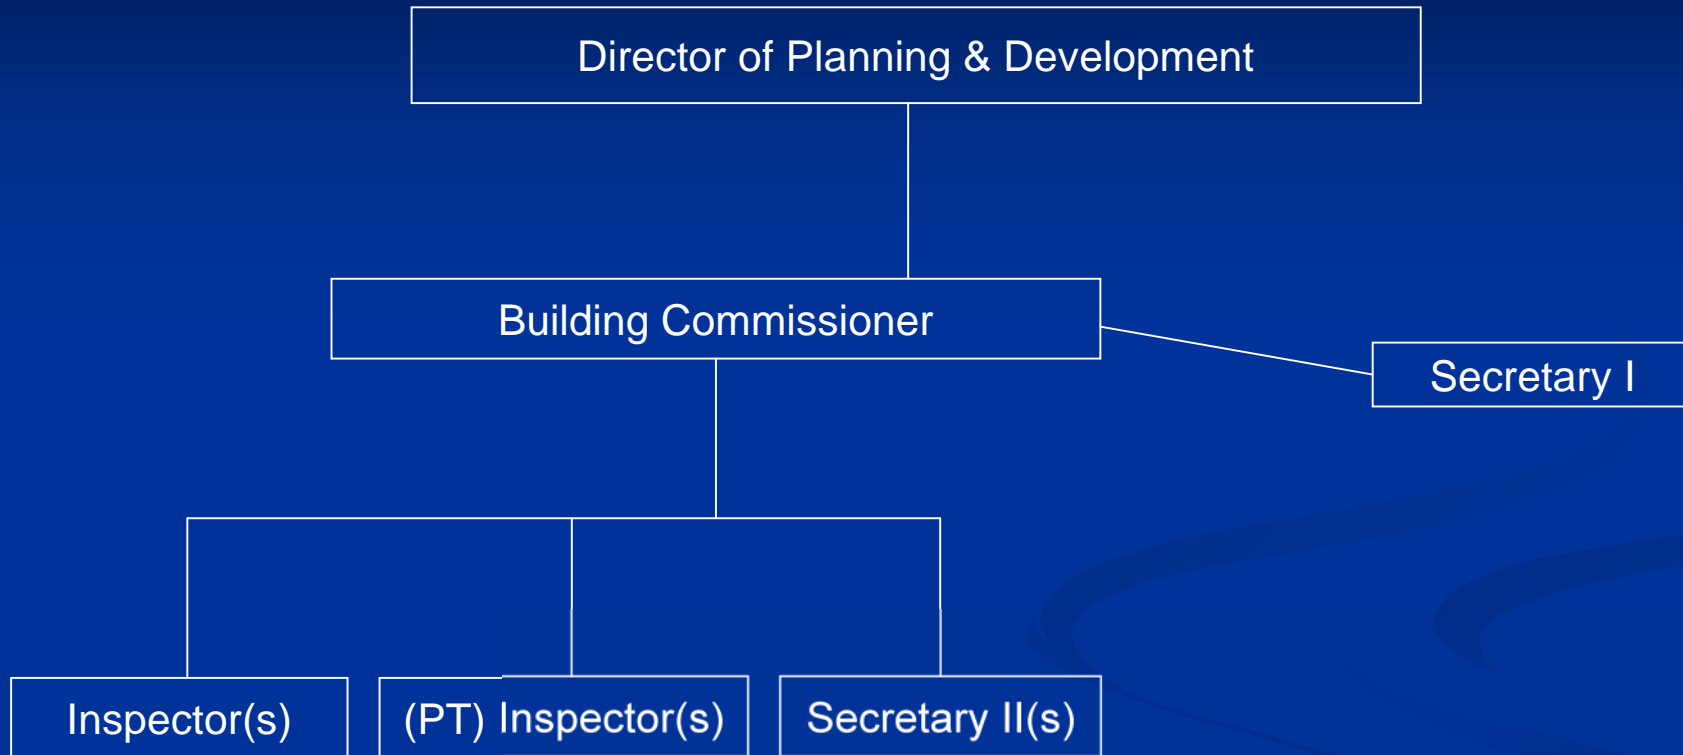 Director of Planning & Development
Building Commissioner
Secretary I
Inspector(s)
(PT) Inspector(s)
Secretary II(s)